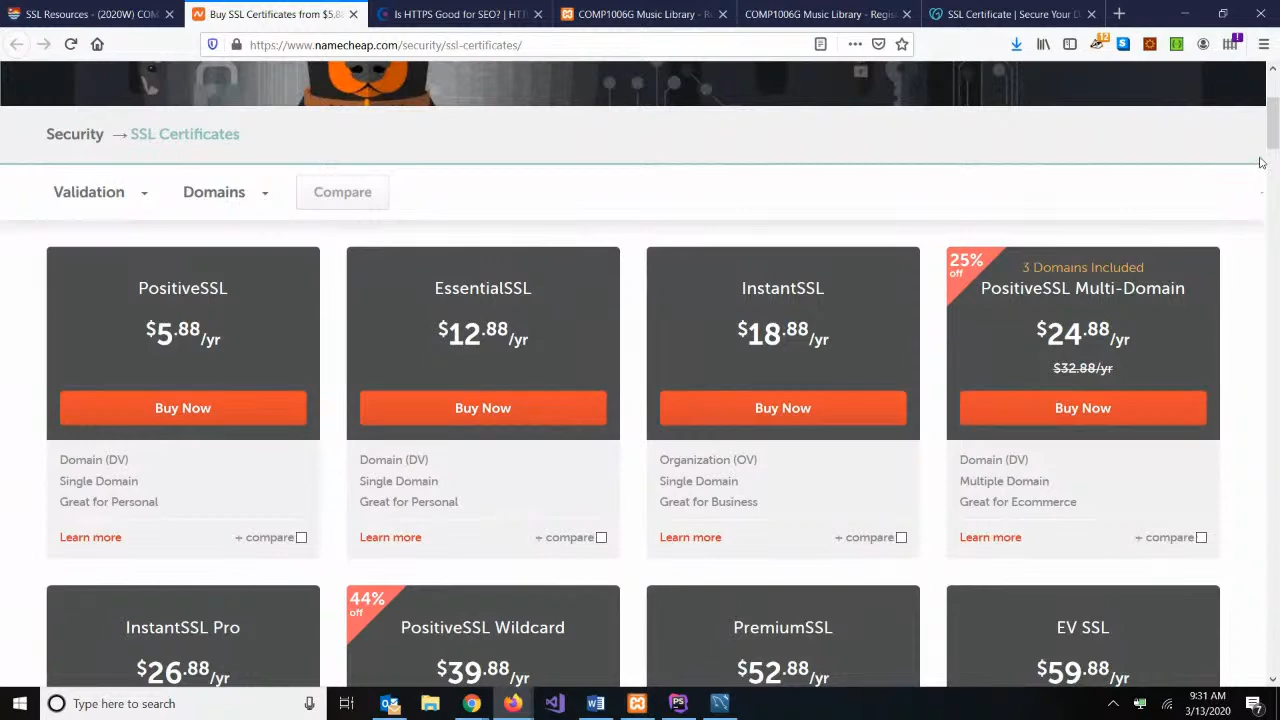 SSL Resources - (2020W) COM
Buy SSL Certificates from $5.8
Is HTTPS Good for SEO? | HT
COMP1006G Music Library - R
COMP1006G Music Library - Regis
SSL Certificate | Secure Your D
https://www.namecheap.com/security/ssl-certificates/
12
1
Security → SSL Certificates
Validation
Domains
Compare
PositiveSSL
$5.88/yr
Buy Now
Domain (DV)
Single Domain
Great for Personal
Learn more
+ compare
EssentialSSL
$12.88/yr
Buy Now
Domain (DV)
Single Domain
Great for Personal
Learn more
+ compare
InstantSSL
$18.88/yr
Buy Now
Organization (OV)
Single Domain
Great for Business
Learn more
+ compare
25%
off
3 Domains Included
PositiveSSL Multi-Domain
$24.88/yr
$32.88/yr
Buy Now
Domain (DV)
Multiple Domain
Great for Ecommerce
Learn more
+ compare
InstantSSL Pro
$26.88/yr
44%
off
PositiveSSL Wildcard
$39.88/yr
PremiumSSL
$52.88/yr
EV SSL
$59.88/yr
Type here to search
9:31 AM
3/13/2020
7